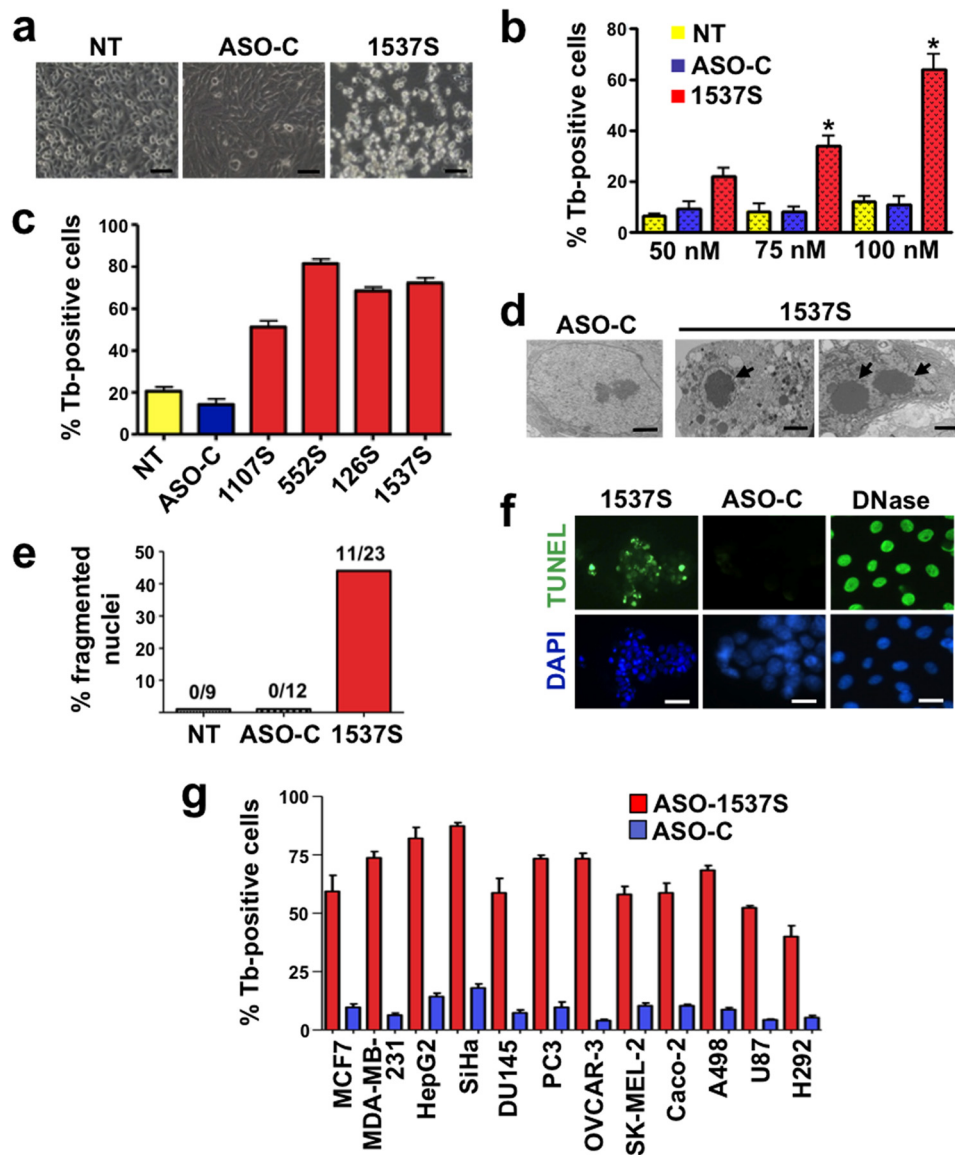 a
NT ASO-C 1537S
b
% Tb-positive cells
80
60
40
20
0
NT
ASO-C
1537S
*
*
50 nM 75 nM 100 nM
c
% Tb-positive cells
100
80
60
40
20
0
NT ASO-C 1107S 552S 126S 1537S
d
ASO-C 1537S
e
% fragmented
nuclei
50
40
30
20
10
0/9 0/12 11/23
NT ASO-C 1537S
f
1537S ASO-C DNase
TUNEL
DAPI
g
% Tb-positive cells
100
75
50
25
0
ASO-1537S
ASO-C
MCF7
MDA-MB-
231
HepG2
SiHa
DU145
PC3
OVCAR-3
SK-MEL-2
Caco-2
A498
U87
H292